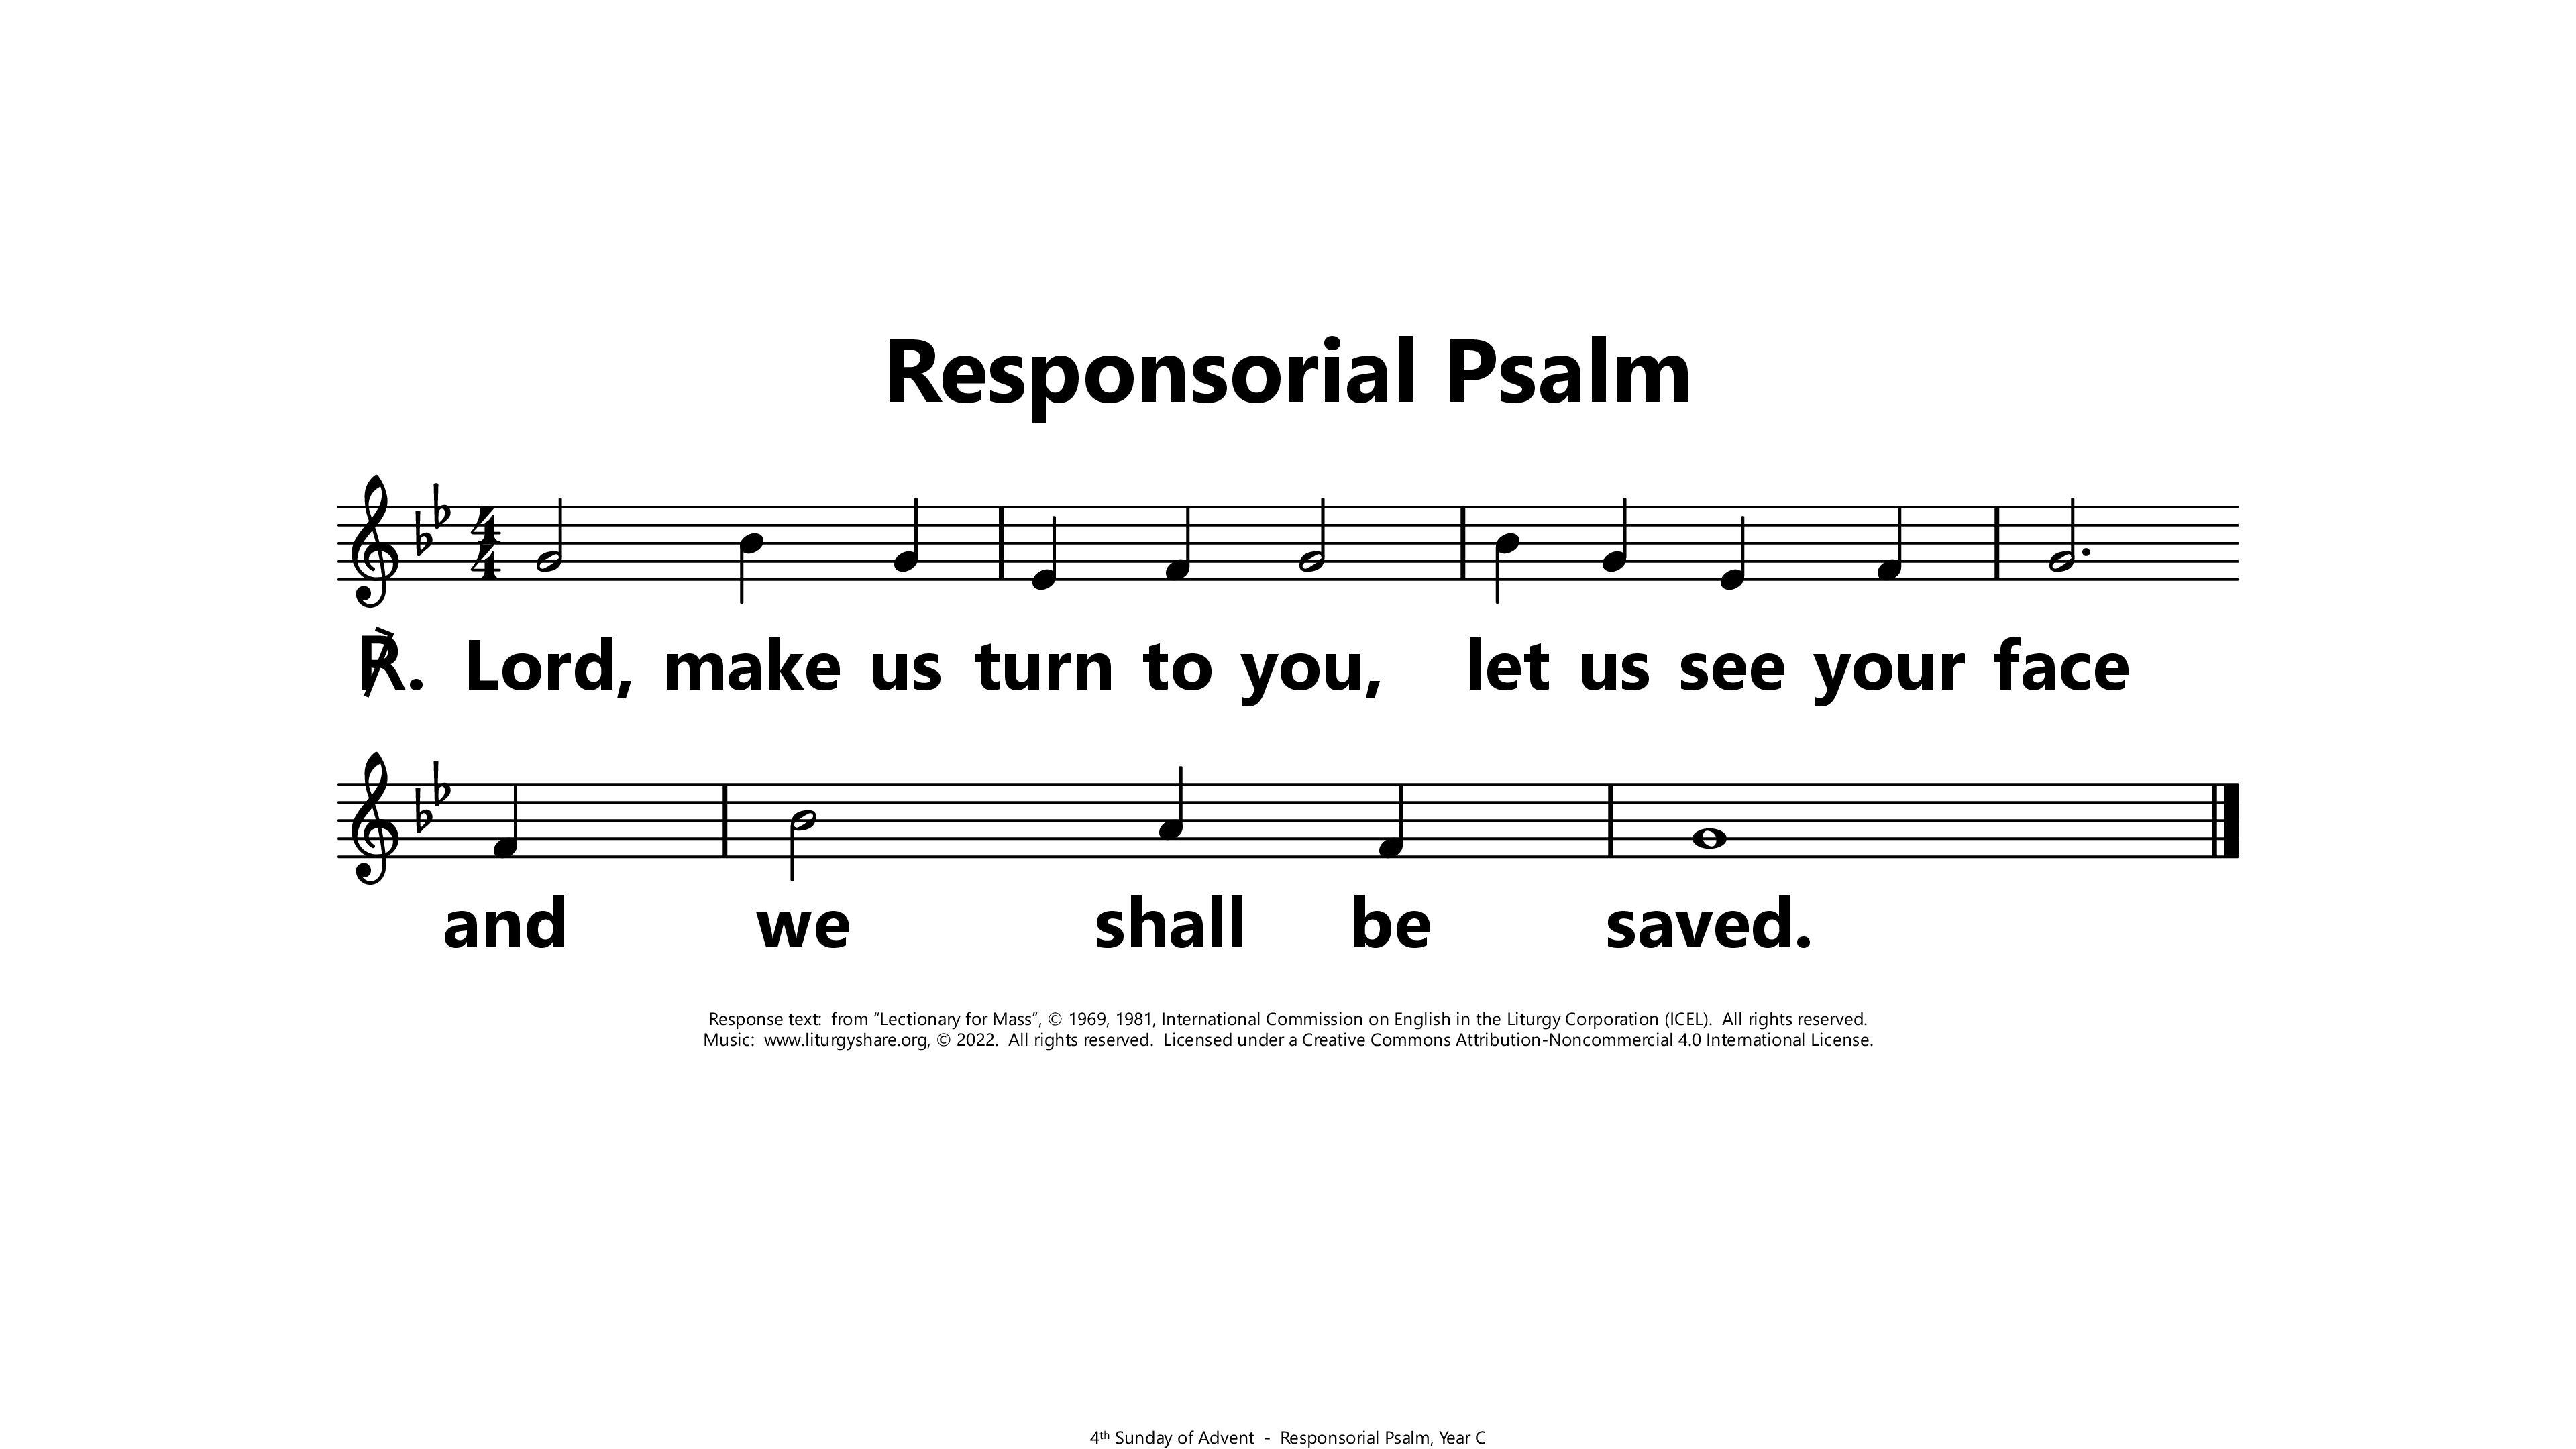 Responsorial Psalm
℟. Lord, make us turn to you, let us see your face
and we shall be saved.
Response text: from “Lectionary for Mass”, © 1969, 1981, International Commission on English in the Liturgy Corporation (ICEL). All rights reserved.
Music: www.liturgyshare.org, © 2022. All rights reserved. Licensed under a Creative Commons Attribution-Noncommercial 4.0 International License.
4th Sunday of Advent - Responsorial Psalm, Year C